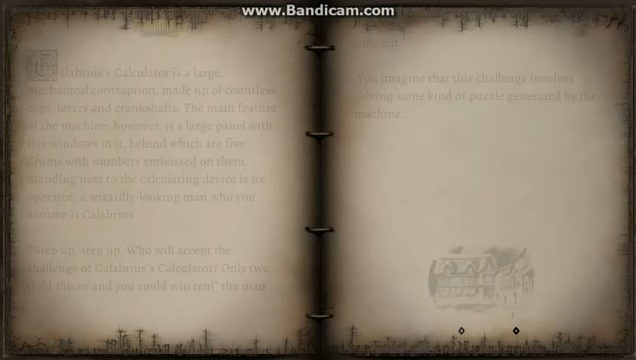 www.Bandicam.com
Calabrius's Calculator is a large,
mechanical contraption, made up of countless
cogs, levers and crankshafts. The main feature
of the machine, however, is a large panel with
five windows in it, behind which are five
drums with numbers embossed on them.
Standing next to the calculating device is its
operator; a wizardly-looking man who you
assume is Calabrius.
"Step up, step up. Who will accept the
challenge of Calabrius's Calculator? Only two
Gold Pieces and you could win ten!" the man
calls out.
You imagine that this challenge involves
solving some kind of puzzle generated by the
machine.